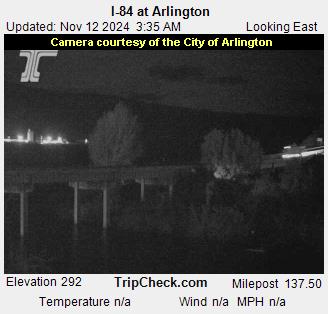 I-84 at Arlington
Updated: Nov 12 2024 3:35 AM Looking East
Camera courtesy of the City of Arlington
Elevation 292 TripCheck.com Milepost 137.50
Temperature n/a Wind n/a MPH n/a